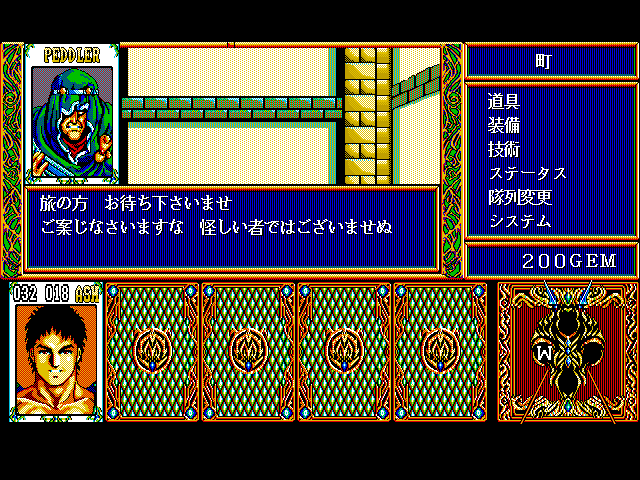 PEDDLER
町
道具
装備
技術
ステータス
隊列変更
システム
旅の方　お待ち下さいませ
ご案じなさいますな　怪しい者ではございませぬ
200GEM
032 018 ASH
W